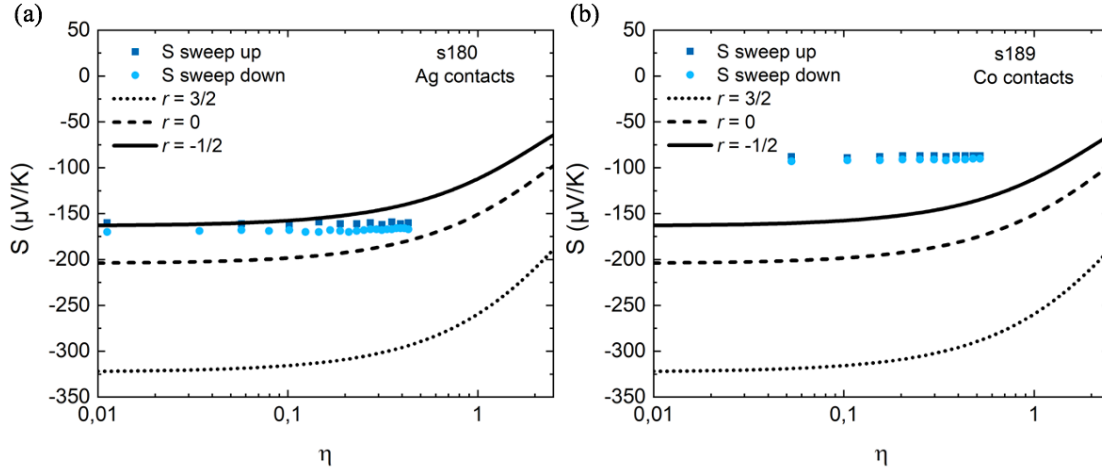 (a)
S sweep up
S sweep down
r = 3/2
r = 0
r = -1/2
s180
Ag contacts
50
0
-50
-100
-150
-200
-250
-300
-350
S (µV/K)
0,01
0,1
1
η
(b)
S sweep up
S sweep down
r = 3/2
r = 0
r = -1/2
s189
Co contacts
50
0
-50
-100
-150
-200
-250
-300
-350
S (µV/K)
0,01
0,1
1
η